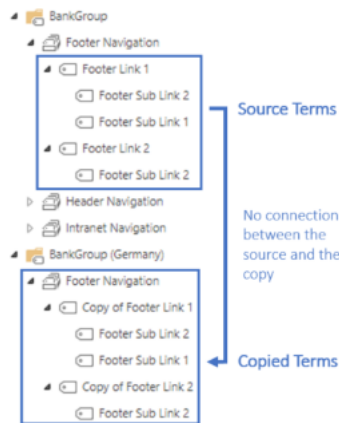 BankGroup
Footer Navigation
Footer Link 1
Footer Sub Link 2
Footer Sub Link 1
Footer Link 2
Footer Sub Link 2
Header Navigation
Intranet Navigation
BankGroup (Germany)
Footer Navigation
Copy of Footer Link 1
Footer Sub Link 2
Footer Sub Link 1
Copy of Footer Link 2
Footer Sub Link 2
Source Terms
No connection
between the
source and the
copy
Copied Terms